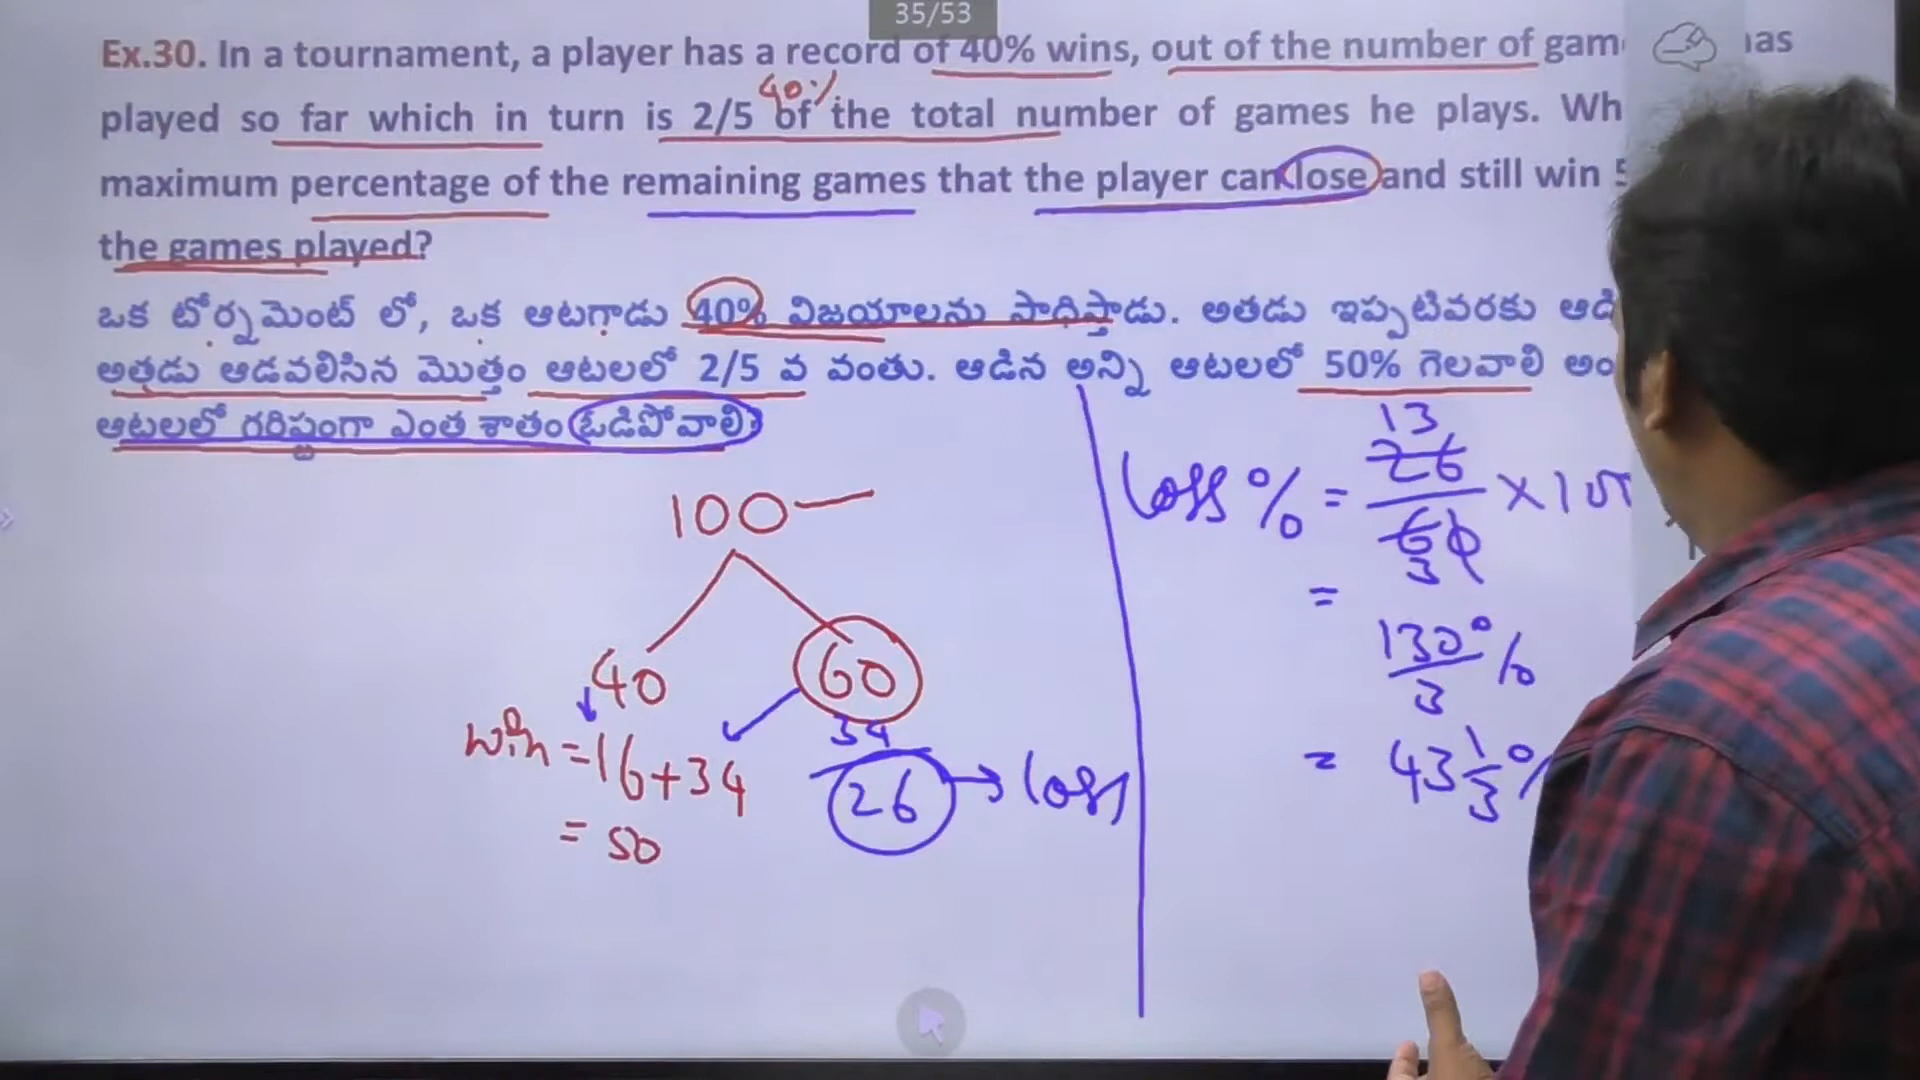 35/53
Ex.30. In a tournament, a player has a record of 40% wins, out of the number of gam as
40%
played so far which in turn is 2/5 of the total number of games he plays. Wh
maximum percentage of the remaining games that the player can lose and still win 5
the games played?
ఒక టోర్నమెంట్ లో, ఒక ఆటగాడు 40% విజయాలను సాధిస్తాడు. అతడు ఇప్పటివరకు ఆడి
అతడు ఆడవలిసిన మొత్తం ఆటలలో 2/5 వ వంతు. ఆడిన అన్ని ఆటలలో 50% గెలవాలి అం
ఆటలలో గరిష్టంగా ఎంత శాతం ఓడిపోవాలి
100
40 60
win = 16+34
= 50
34
26 → loss
13
loss % = 26/60 × 100
3
= 130/3 %
= 43 1/3 %